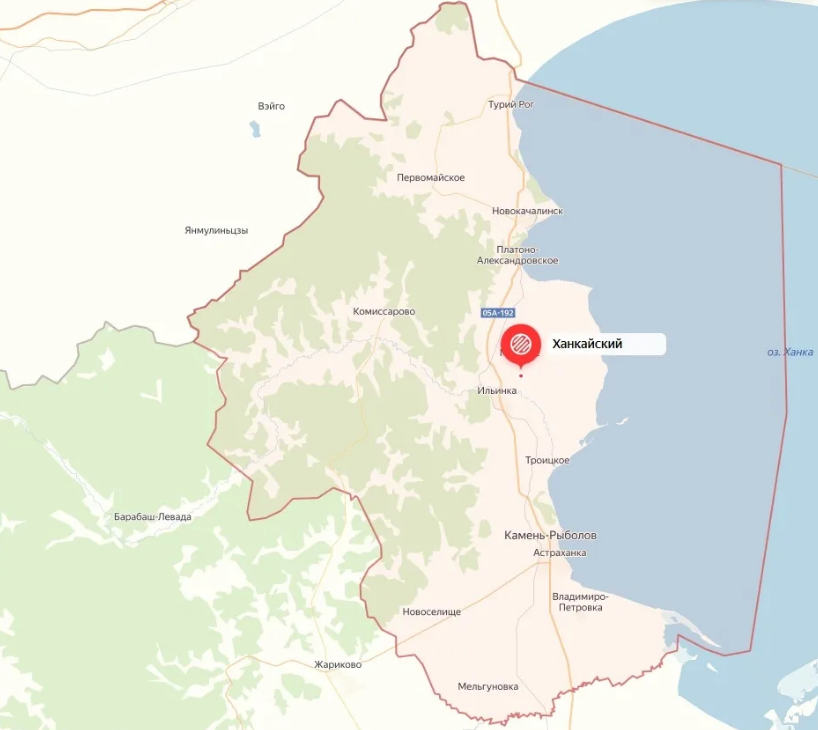 Турий Рог
Вэйго
Первомайское
Новокачалинск
Янмулиньцзы
Платоно-
Александровское
Комиссарово
05А-192
Ханкайский
оз. Ханка
Ильинка
Троицкое
Барабаш-Левада
Камень-Рыболов
Астраханка
Владимиро-
Петровка
Новоселище
Жариково
Мельгуновка